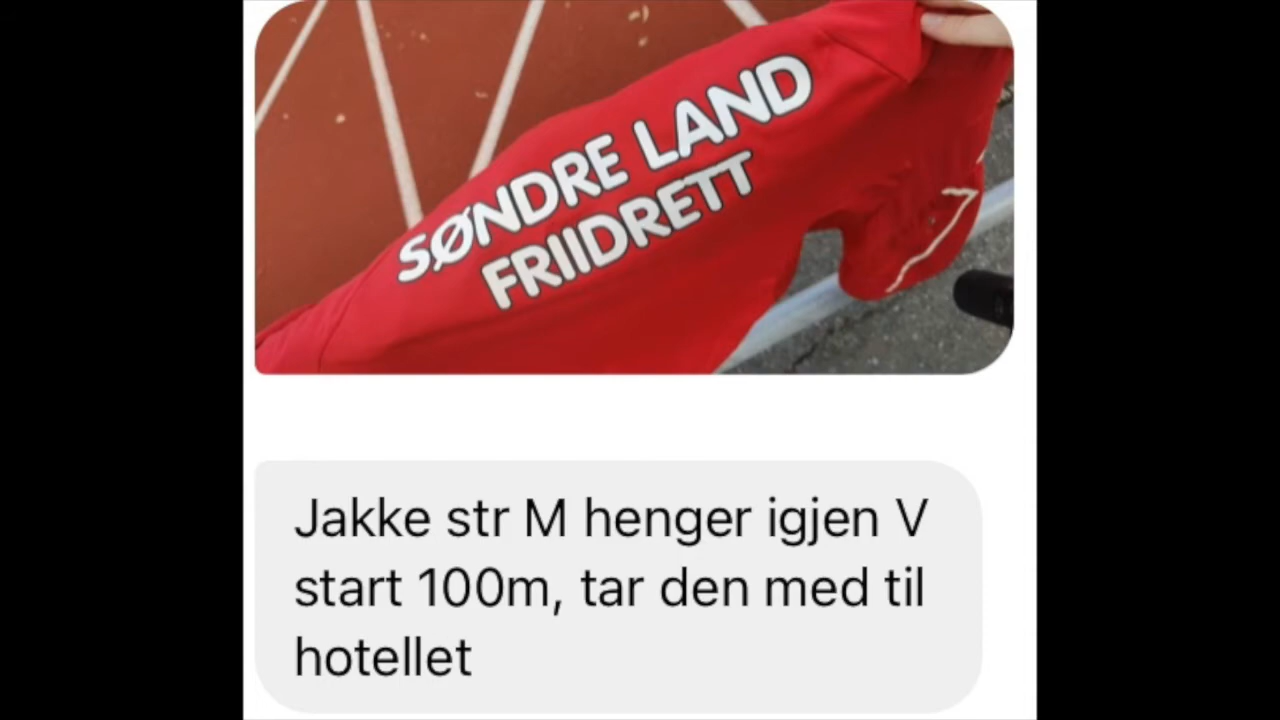 SØNDRE LAND
FRIIDRETT
Jakke str M henger igjen V
start 100m, tar den med til
hotellet